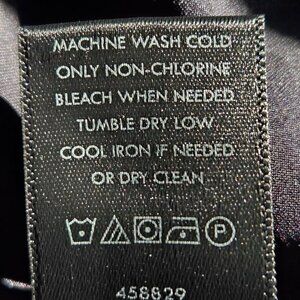 MACHINE WASH COLD
ONLY NON-CHLORINE
BLEACH WHEN NEEDED
TUMBLE DRY LOW
COOL IRON IF NEEDED
OR DRY CLEAN
P
458829